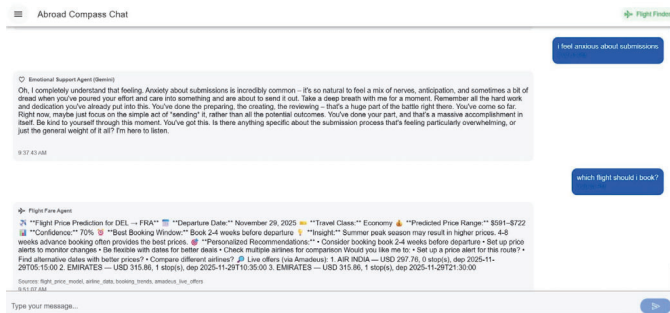 Abroad Compass Chat
Flight Finder
i feel anxious about submissions
Emotional Support Agent (Gemini)
Oh, I completely understand that feeling. Anxiety about submissions is incredibly common – it's so natural to feel a mix of nerves, anticipation, and sometimes a bit of
dread when you've poured your effort and care into something and are about to send it out. Take a deep breath with me for a moment. Remember all the hard work
and dedication you've already put into this. You've done the preparing, the creating, the reviewing – that's a huge part of the battle right there. You've come so far.
Right now, maybe just focus on the simple act of *sending* it, rather than all the potential outcomes. You've done your part, and that's a massive accomplishment in
itself. Be kind to yourself through this moment. You've got this. Is there anything specific about the submission process that's feeling particularly overwhelming, or
just the general weight of it all? I'm here to listen.
9:37:43 AM
which flight should i book?
Flight Fare Agent
✈️ **Flight Price Prediction for DEL → FRA** 📅 **Departure Date:** November 29, 2025 🎫 **Travel Class:** Economy 💰 **Predicted Price Range:** $591–$722
📊 **Confidence:** 70% ⏰ **Best Booking Window:** Book 2-4 weeks before departure 💡 **Insight:** Summer peak season may result in higher prices. 4-8
weeks advance booking often provides the best prices. 🎯 **Personalized Recommendations:** • Consider booking book 2-4 weeks before departure • Set up price
alerts to monitor changes • Be flexible with dates for better deals • Check multiple airlines for comparison Would you like me to: • Set up a price alert for this route? •
Find alternative dates with better prices? • Compare different airlines? 🔎 Live offers (via Amadeus): 1. AIR INDIA — USD 297.76, 0 stop(s), dep 2025-11-
29T05:15:00 2. EMIRATES — USD 315.86, 1 stop(s), dep 2025-11-29T10:35:00 3. EMIRATES — USD 315.86, 1 stop(s), dep 2025-11-29T21:30:00
Sources: flight_price_model, airline_data, booking_trends, amadeus_live_offers
9:51:07 AM
Type your message...